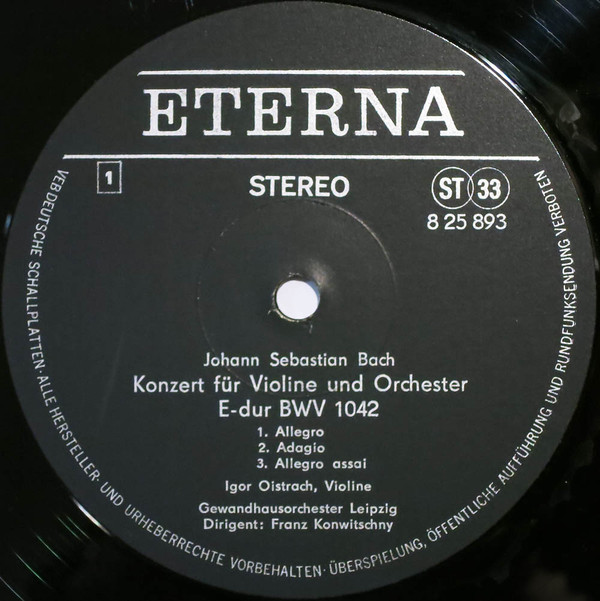 ETERNA
1
STEREO
ST 33
8 25 893
Johann Sebastian Bach
Konzert für Violine und Orchester
E-dur BWV 1042
1. Allegro
2. Adagio
3. Allegro assai
Igor Oistrach, Violine
Gewandhausorchester Leipzig
Dirigent: Franz Konwitschny
VEB DEUTSCHE SCHALLPLATTEN · ALLE HERSTELLER- UND URHEBERRECHTE VORBEHALTEN · ÜBERSPIELUNG, ÖFFENTLICHE AUFFÜHRUNG UND RUNDFUNKSENDUNG VERBOTEN